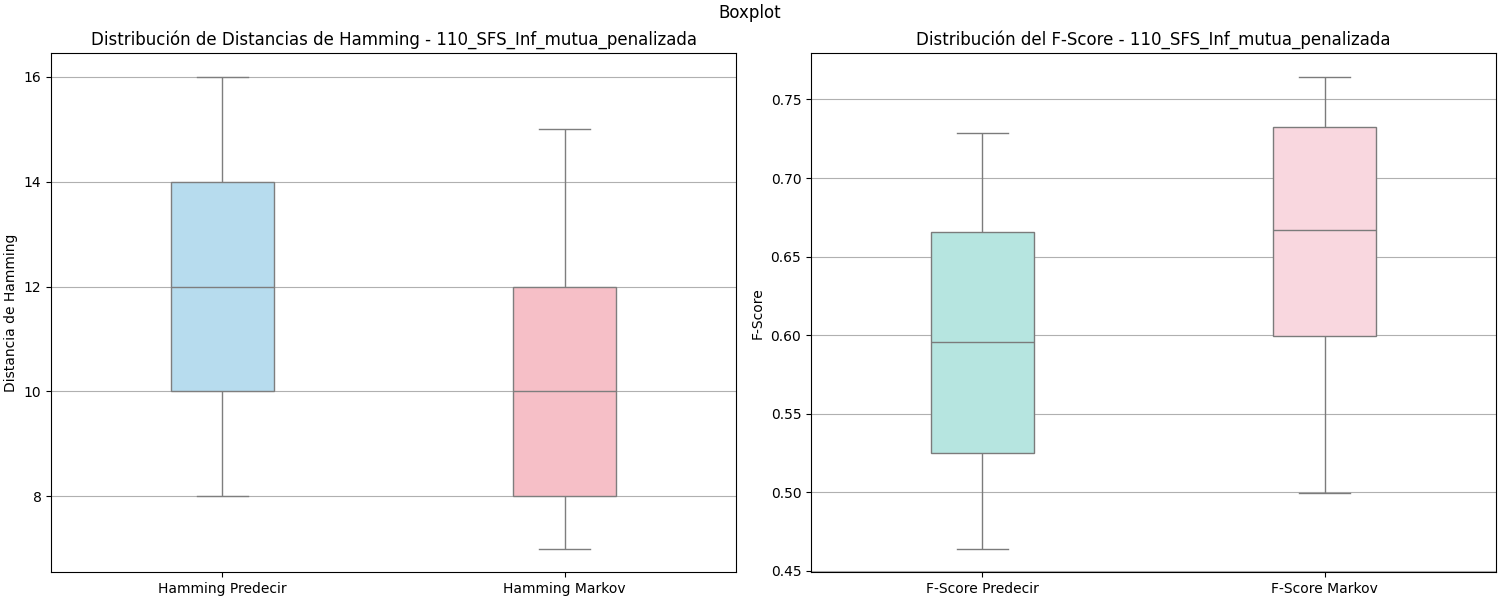 Boxplot
Distribución de Distancias de Hamming - 110_SFS_Inf_mutua_penalizada
Distancia de Hamming
16
14
12
10
8
Hamming Predecir
Hamming Markov
Distribución del F-Score - 110_SFS_Inf_mutua_penalizada
F-Score
0.75
0.70
0.65
0.60
0.55
0.50
0.45
F-Score Predecir
F-Score Markov